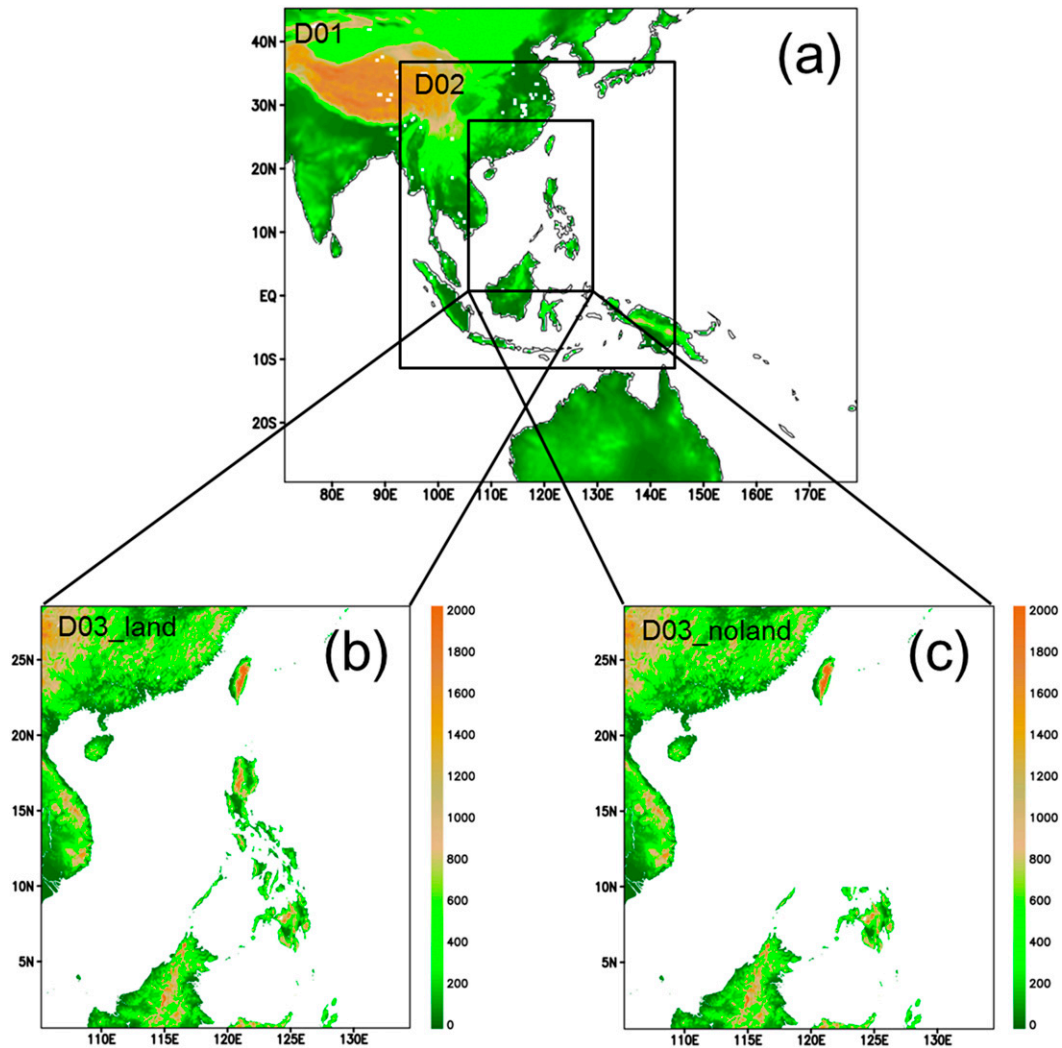 D01
(a)
D02
40N
30N
20N
10N
EQ
10S
20S
80E 90E 100E 110E 120E 130E 140E 150E 160E 170E
D03_land
(b)
25N
20N
15N
10N
5N
110E 115E 120E 125E 130E
2000
1800
1600
1400
1200
1000
800
600
400
200
0
D03_noland
(c)
25N
20N
15N
10N
5N
110E 115E 120E 125E 130E
2000
1800
1600
1400
1200
1000
800
600
400
200
0